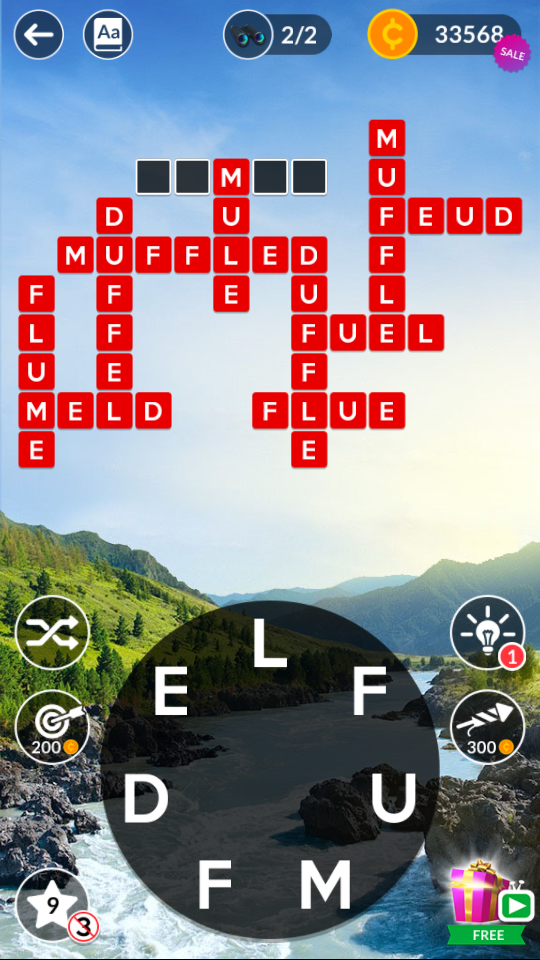 Aa
2/2
33568
SALE
M
M U
D U F E U D
M U F F L E D F
F F E U L
L F F U E L
U E F
M E L D F L U E
E E
L
E F
1
D U
200
300
F M
9
3
FREE